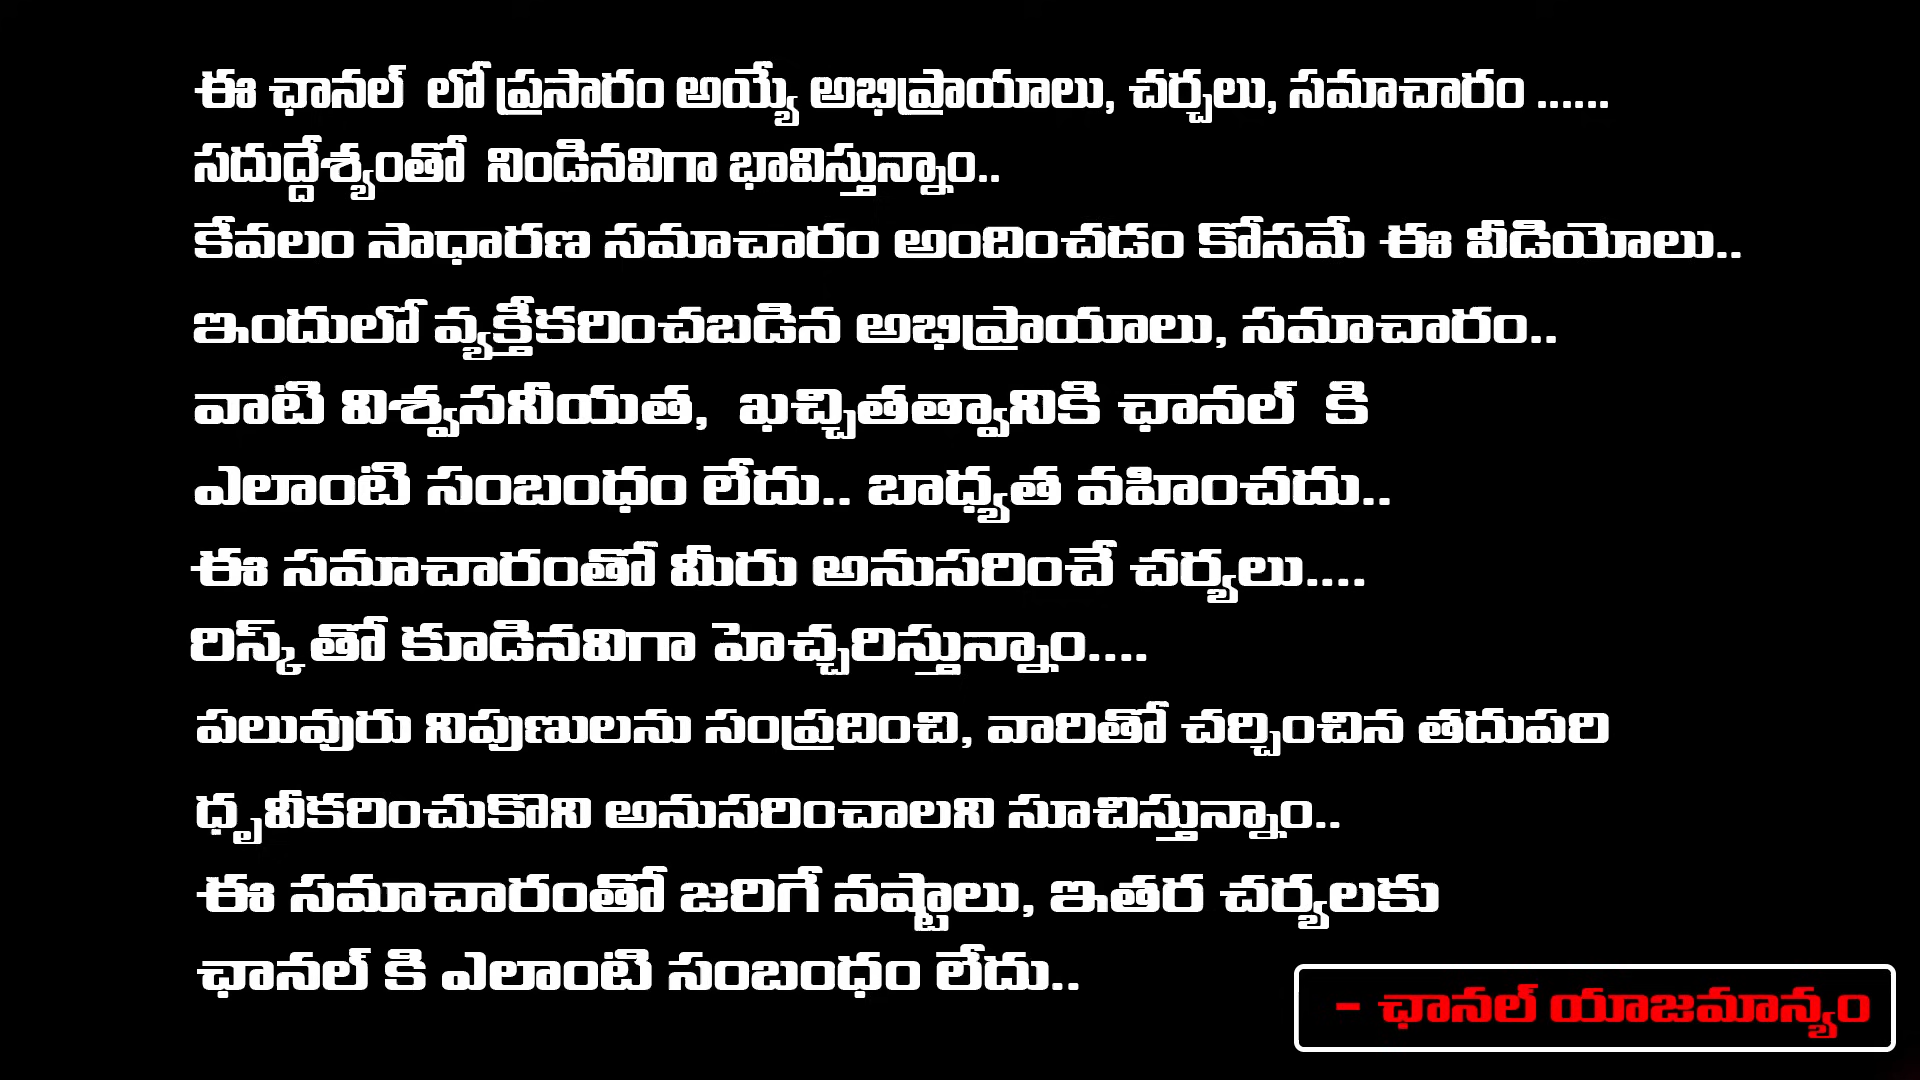 ఈ ఛానల్ లో ప్రసారం అయ్యే అభిప్రాయాలు, చర్చలు, సమాచారం ......
సదుద్దేశ్యంతో నిండినవిగా భావిస్తున్నాం..
కేవలం సాధారణ సమాచారం అందించడం కోసమే ఈ వీడియోలు..
ఇందులో వ్యక్తీకరించబడిన అభిప్రాయాలు, సమాచారం..
వాటి విశ్వసనీయత, ఖచ్చితత్వానికి ఛానల్ కి
ఎలాంటి సంబంధం లేదు.. బాధ్యత వహించదు..
ఈ సమాచారంతో మీరు అనుసరించే చర్యలు....
రిస్క్ తో కూడినవిగా హెచ్చరిస్తున్నాం....
పలువురు నిపుణులను సంప్రదించి, వారితో చర్చించిన తదుపరి
ధృవీకరించుకొని అనుసరించాలని సూచిస్తున్నాం..
ఈ సమాచారంతో జరిగే నష్టాలు, ఇతర చర్యలకు
ఛానల్ కి ఎలాంటి సంబంధం లేదు..
- ఛానల్ యాజమాన్యం